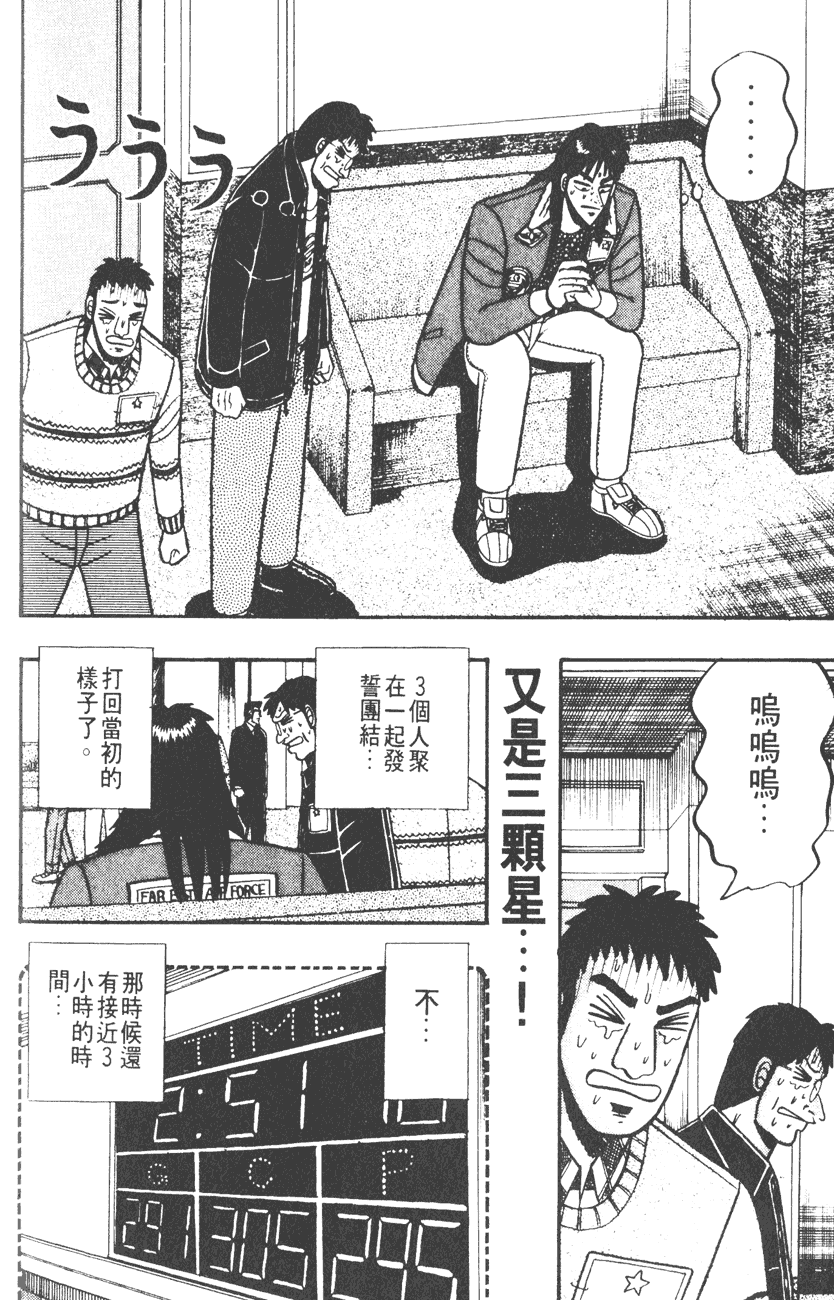 ……
ううう
嗚嗚嗚…
又是三顆星…！
3個人聚
在一起發
誓團結…
打回當初的
樣子了。
FAR EAST AIR FORCE
不…
那時候還
有接近3
小時的時
間…
TIME
2:51 10
G C P
291 305 295